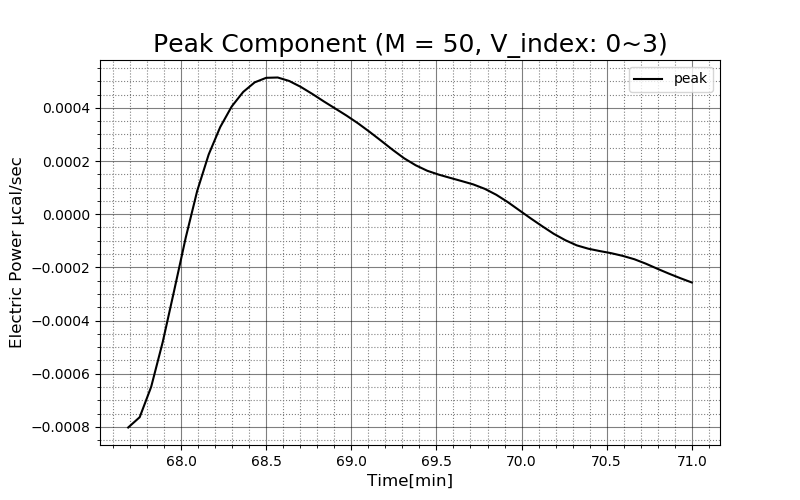 Peak Component (M = 50, V_index: 0~3)
peak
0.0004
0.0002
0.0000
−0.0002
−0.0004
−0.0006
−0.0008
Electric Power μcal/sec
68.0 68.5 69.0 69.5 70.0 70.5 71.0
Time[min]